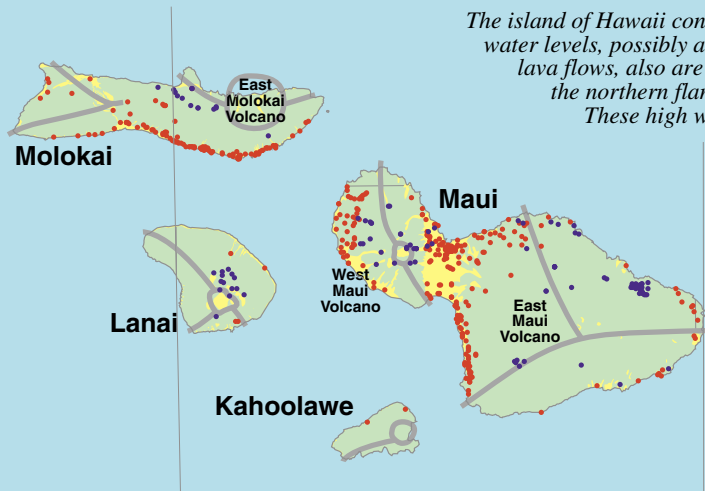 The island of Hawaii con
water levels, possibly a
lava flows, also are
the northern flan
These high w
East
Molokai
Volcano
Molokai
Maui
West
Maui
Volcano
Lanai
East
Maui
Volcano
Kahoolawe